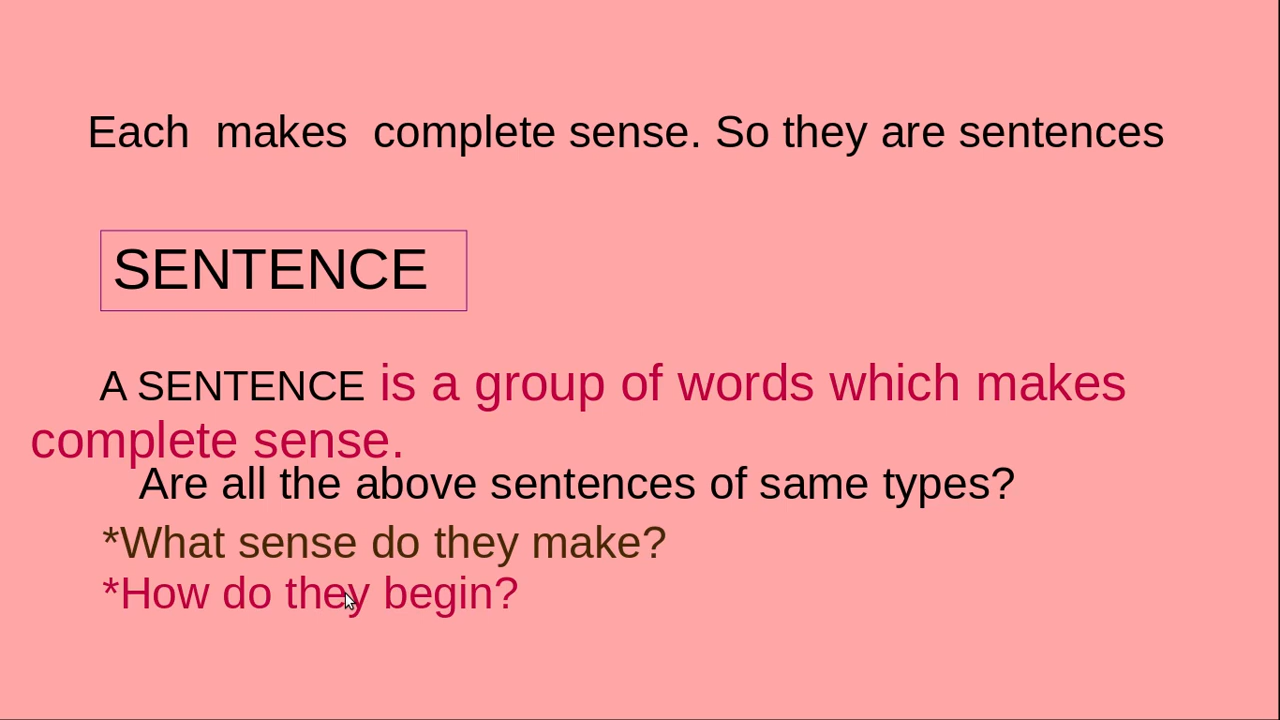 Each makes complete sense. So they are sentences
SENTENCE
A SENTENCE is a group of words which makes
complete sense.
Are all the above sentences of same types?
*What sense do they make?
*How do they begin?